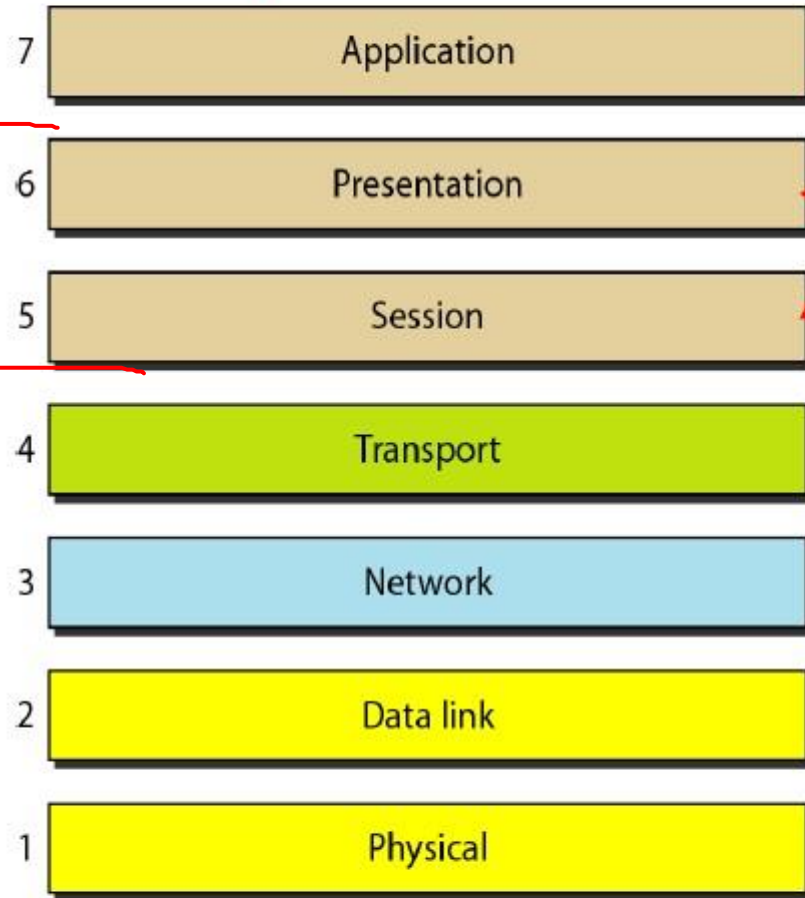 7 Application
6 Presentation
5 Session
4 Transport
3 Network
2 Data link
1 Physical